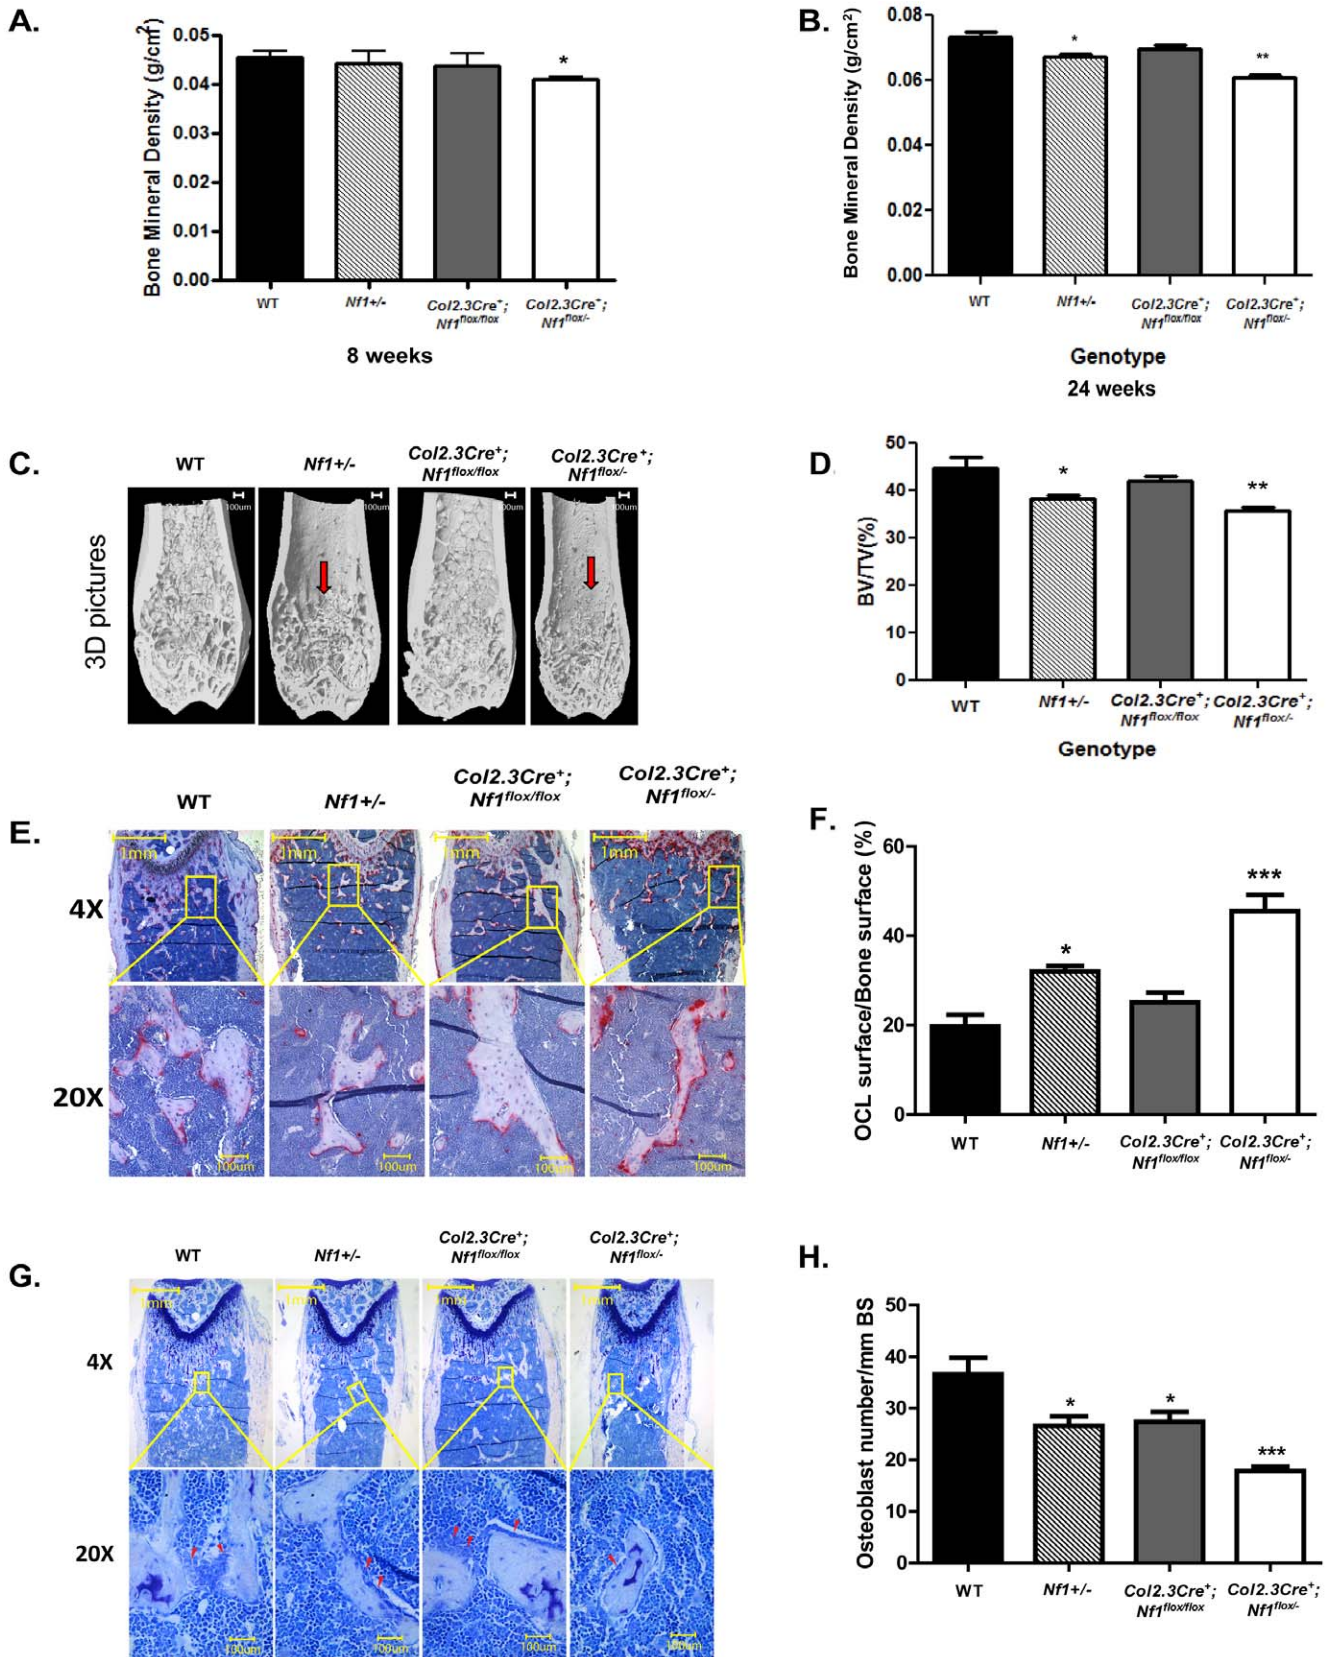 A.
Bone Mineral Density (g/cm²)
0.05
0.04
0.03
0.02
0.01
0.00
*
WT
Nf1+/-
Col2.3Cre⁺;
Nf1flox/flox
Col2.3Cre⁺;
Nf1flox/-
8 weeks
B.
Bone Mineral Density (g/cm²)
0.08
0.06
0.04
0.02
0.00
*
**
WT
Nf1+/-
Col2.3Cre⁺;
Nf1flox/flox
Col2.3Cre⁺;
Nf1flox/-
Genotype
24 weeks
C.
WT
Nf1+/-
Col2.3Cre⁺;
Nf1flox/flox
Col2.3Cre⁺;
Nf1flox/-
3D pictures
100um
100um
100um
100um
D.
BV/TV(%)
50
40
30
20
10
0
*
**
WT
Nf1+/-
Col2.3Cre⁺;
Nf1flox/flox
Col2.3Cre⁺;
Nf1flox/-
Genotype
E.
WT
Nf1+/-
Col2.3Cre⁺;
Nf1flox/flox
Col2.3Cre⁺;
Nf1flox/-
4X
1mm
1mm
1mm
1mm
20X
100um
100um
100um
100um
F.
OCL surface/Bone surface (%)
60
40
20
0
*
***
WT
Nf1+/-
Col2.3Cre⁺;
Nf1flox/flox
Col2.3Cre⁺;
Nf1flox/-
G.
WT
Nf1+/-
Col2.3Cre⁺;
Nf1flox/flox
Col2.3Cre⁺;
Nf1flox/-
4X
1mm
1mm
1mm
1mm
20X
100um
100um
100um
100um
H.
Osteoblast number/mm BS
50
40
30
20
10
0
*
*
***
WT
Nf1+/-
Col2.3Cre⁺;
Nf1flox/flox
Col2.3Cre⁺;
Nf1flox/-